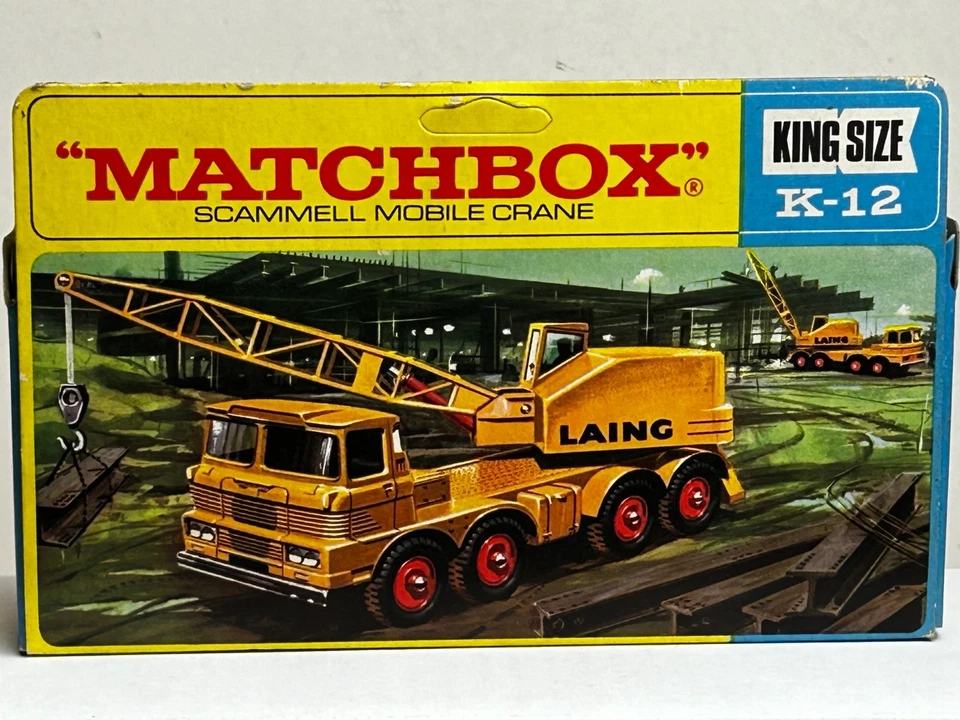 "MATCHBOX"®
SCAMMELL MOBILE CRANE
KING SIZE
K-12
LAING
LAING